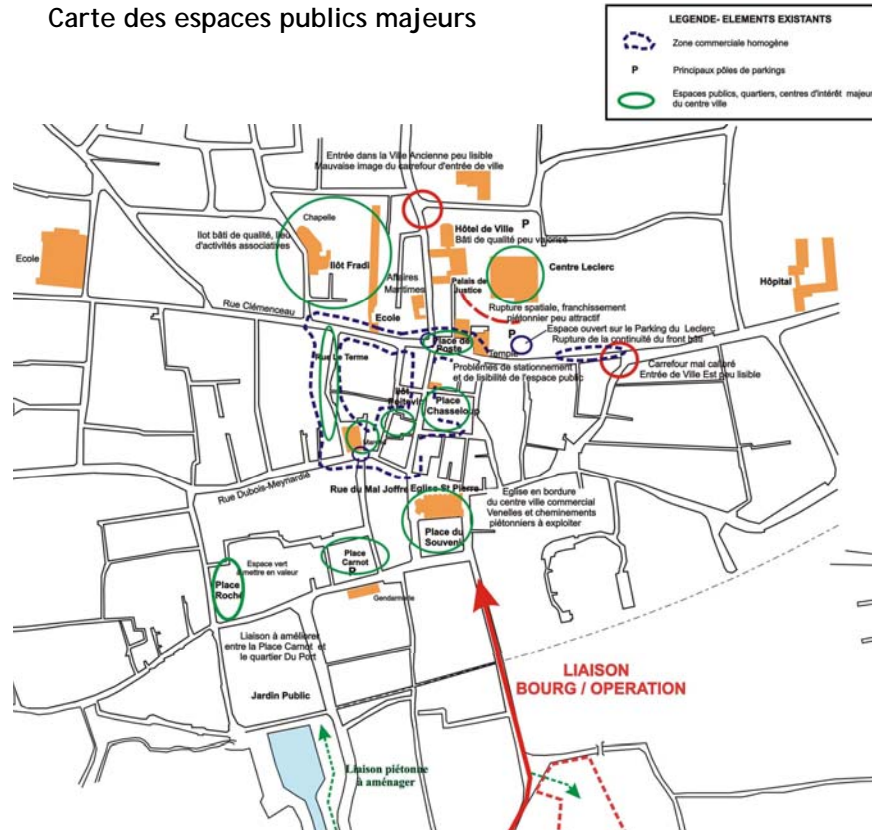 Carte des espaces publics majeurs
LEGENDE- ELEMENTS EXISTANTS
Zone commerciale homogène
P
Principaux pôles de parkings
Espaces publics, quartiers, centres d'intérêt majeur
du centre ville
Entrée dans la Ville Ancienne peu lisible
Mauvaise image du carrefour d'entrée de ville
Chapelle
Ilot bâti de qualité, lieu
d'activités associatives
Ilôt Fradi
Hôtel de Ville
P
Bâti de qualité peu valorisé
Ecole
Centre Leclerc
Hôpital
Affaires
Maritimes
Palais de
Justice
Rupture spatiale, franchissement
piétonnier peu attractif
Rue Clémenceau
Ecole
P
Espace ouvert sur le Parking du Leclerc
Rupture de la continuité du front bâti
Place de
Temple
Rue Le Terme
Problèmes de stationnement
et de lisibilité de l'espace public
Carrefour mal calibré
Entrée de Ville Est peu lisible
Ilôt
Place
Chasseloup
Rue Dubois-Meynardie
Rue du Mal Joffre
Eglise St Pierre
Eglise en bordure
du centre ville commercial
Venelles et cheminements
piétonniers à exploiter
Place du
Souvenir
Place
Carnot
P
Espace vert
à mettre en valeur
Place
Roche
Gendarmerie
Liaison à améliorer
entre la Place Carnot et
le quartier Du Port
Jardin Public
LIAISON
BOURG / OPERATION
Liaison piétonne
à aménager